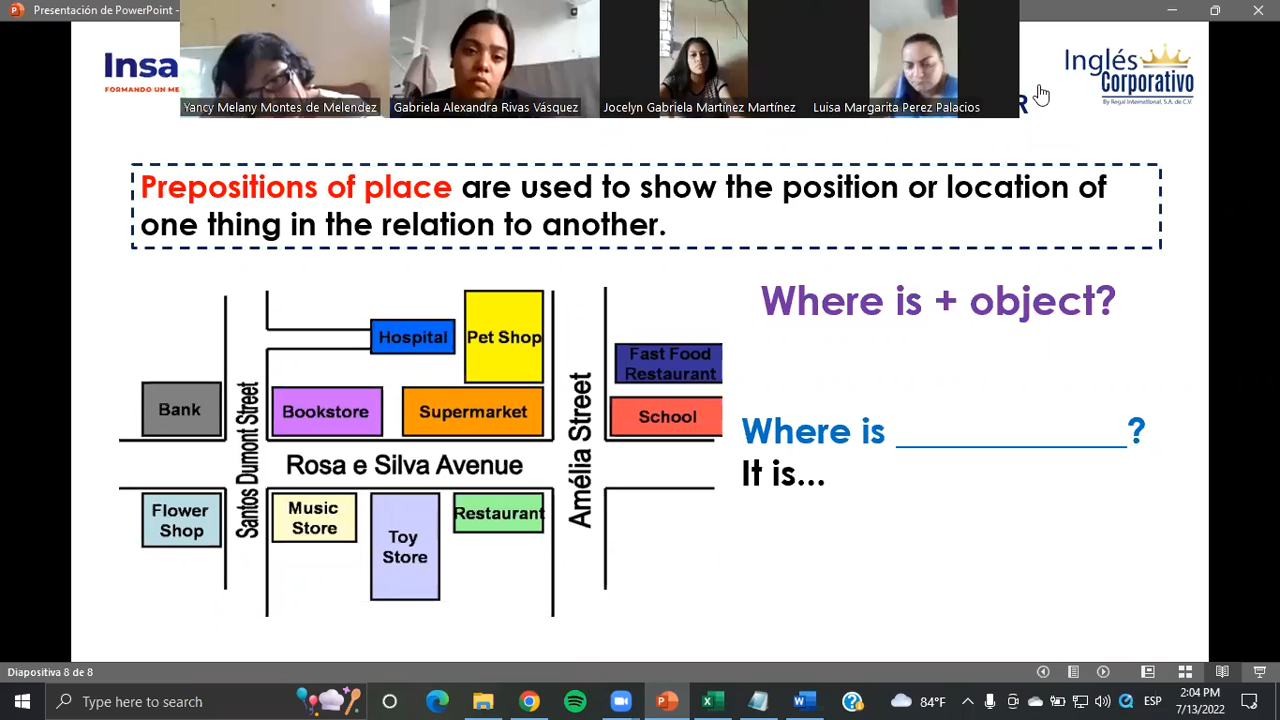 Presentación de PowerPoint -
Insa
FORMANDO UN ME
Yancy Melany Montes de Melendez
Gabriela Alexandra Rivas Vásquez
Jocelyn Gabriela Martínez Martínez
Luisa Margarita Perez Palacios
R
Inglés
Corporativo
By Regal International, S.A. de C.V.
Prepositions of place are used to show the position or location of
one thing in the relation to another.
Where is + object?
Hospital
Pet Shop
Fast Food
Restaurant
Bank
Bookstore
Supermarket
School
Santos Dumont Street
Amélia Street
Rosa e Silva Avenue
Where is _____________?
It is...
Flower
Shop
Music
Store
Toy
Store
Restaurant
Diapositiva 8 de 8
Type here to search
84°F
ESP
2:04 PM
7/13/2022